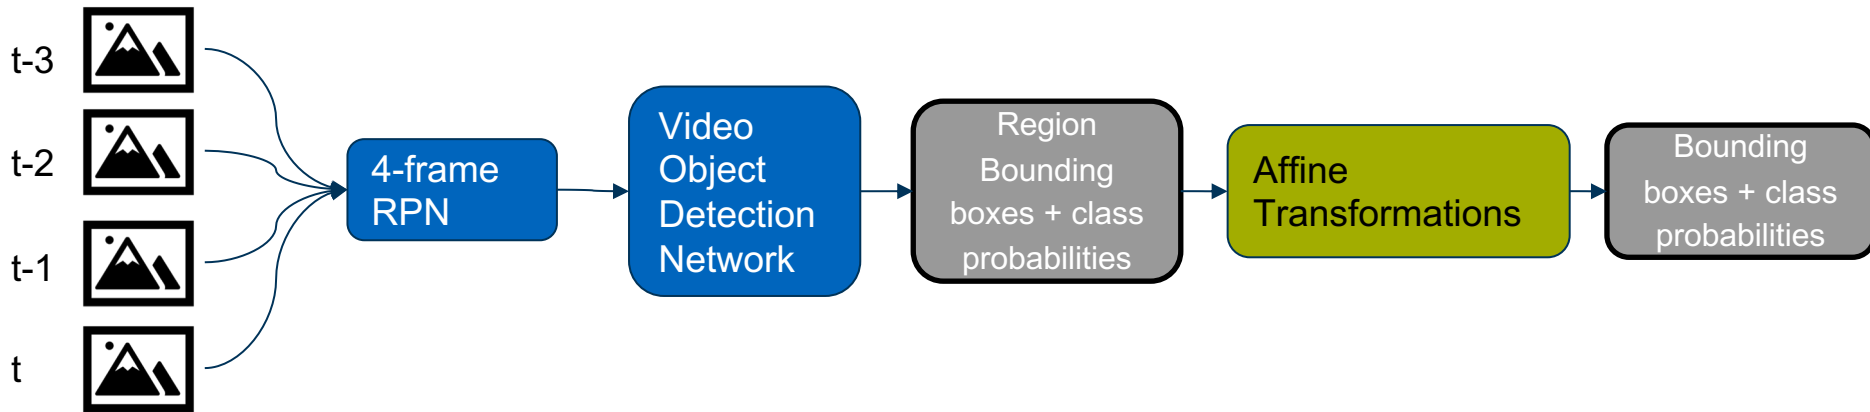 t-3
t-2
t-1
t
4-frame
RPN
Video
Object
Detection
Network
Region
Bounding
boxes + class
probabilities
Affine
Transformations
Bounding
boxes + class
probabilities